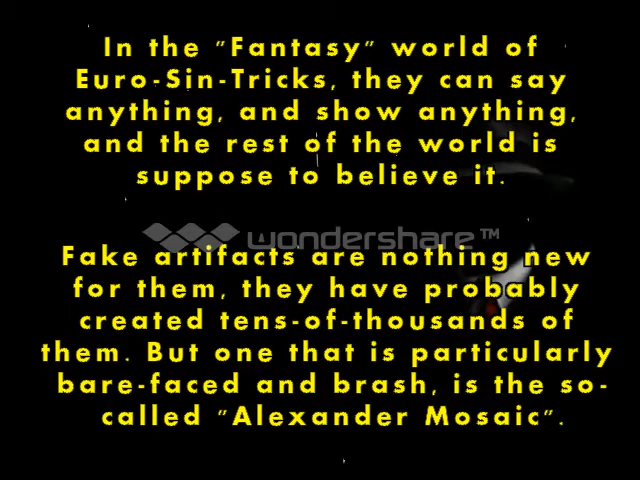 In the "Fantasy" world of
Euro-Sin-Tricks, they can say
anything, and show anything,
and the rest of the world is
suppose to believe it.
wondershare™
Fake artifacts are nothing new
for them, they have probably
created tens-of-thousands of
them. But one that is particularly
bare-faced and brash, is the so-
called "Alexander Mosaic".